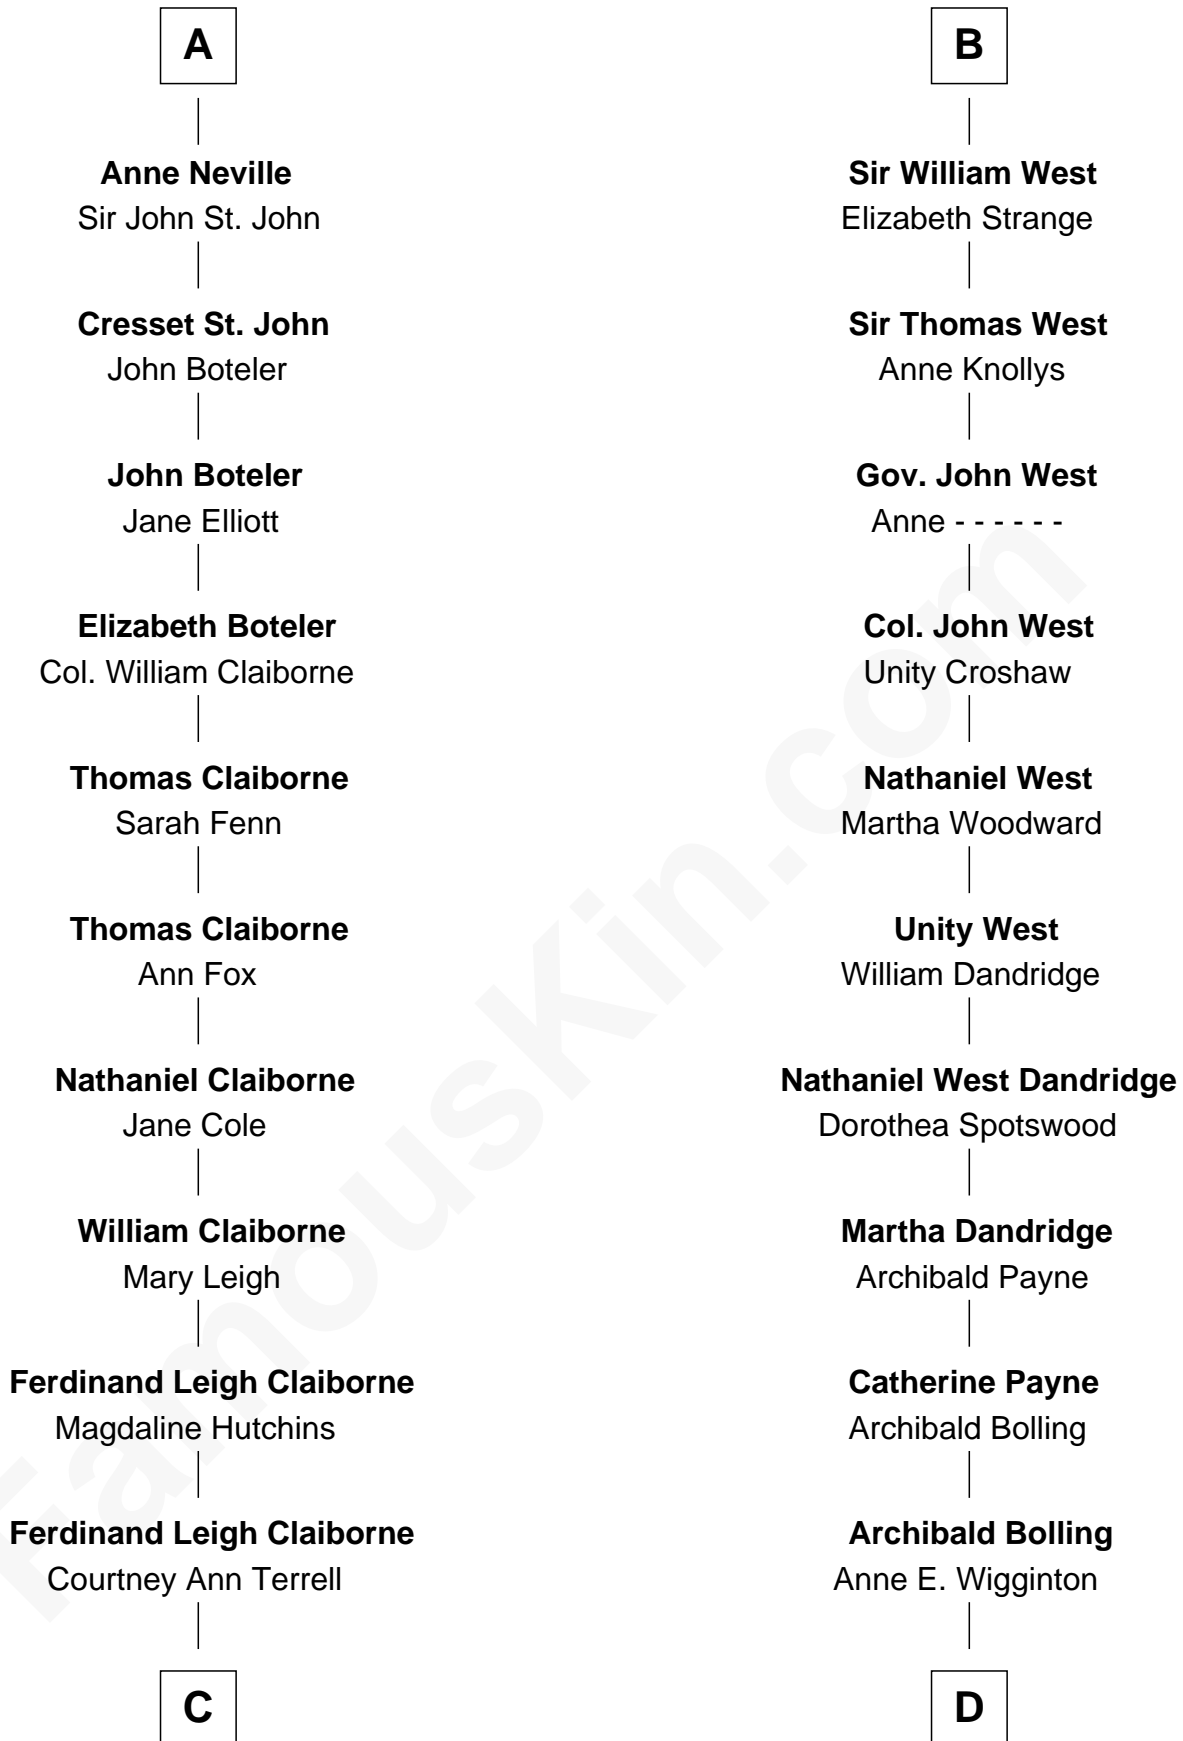 A
Anne Neville
Sir John St. John
Cresset St. John
John Boteler
John Boteler
Jane Elliott
Elizabeth Boteler
Col. William Claiborne
Thomas Claiborne
Sarah Fenn
Thomas Claiborne
Ann Fox
Nathaniel Claiborne
Jane Cole
William Claiborne
Mary Leigh
Ferdinand Leigh Claiborne
Magdaline Hutchins
Ferdinand Leigh Claiborne
Courtney Ann Terrell
C
B
Sir William West
Elizabeth Strange
Sir Thomas West
Anne Knollys
Gov. John West
Anne - - - - - -
Col. John West
Unity Croshaw
Nathaniel West
Martha Woodward
Unity West
William Dandridge
Nathaniel West Dandridge
Dorothea Spotswood
Martha Dandridge
Archibald Payne
Catherine Payne
Archibald Bolling
Archibald Bolling
Anne E. Wigginton
D
FamousKin.com